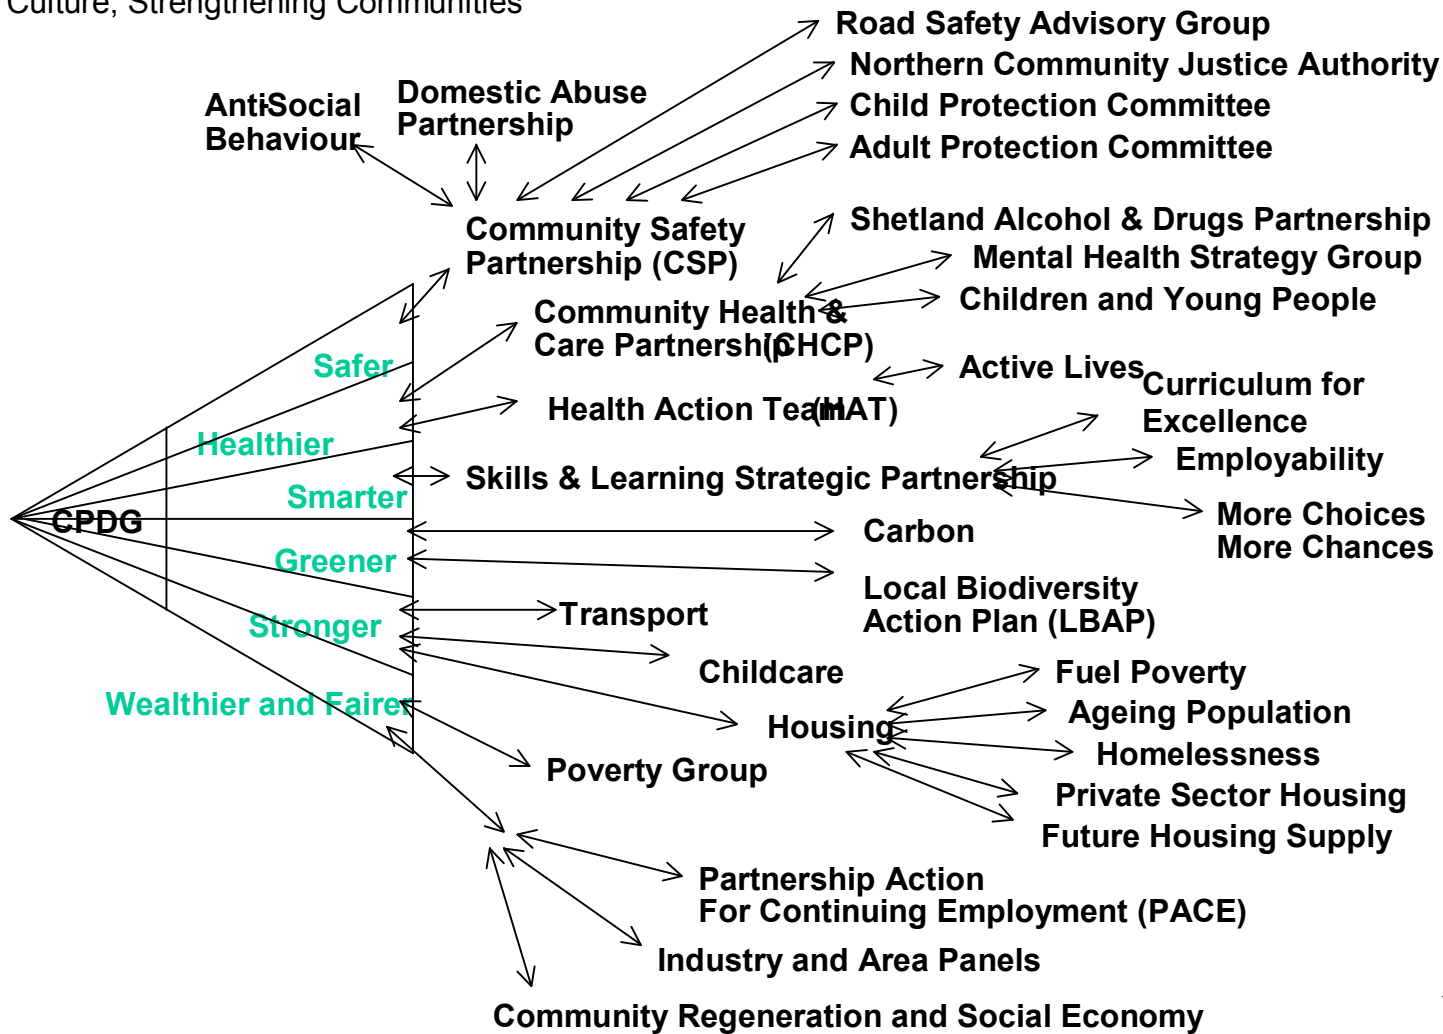 Culture, Strengthening Communities
Road Safety Advisory Group
Northern Community Justice Authority
Child Protection Committee
Adult Protection Committee
Anti-Social
Behaviour
Domestic Abuse
Partnership
Community Safety
Partnership (CSP)
Shetland Alcohol & Drugs Partnership
Mental Health Strategy Group
Children and Young People
Community Health &
Care Partnership (CHCP)
Active Lives
Health Action Team (HAT)
Curriculum for
Excellence
Employability
More Choices
More Chances
Skills & Learning Strategic Partnership
Safer
Healthier
Smarter
CPDG
Greener
Stronger
Wealthier and Fairer
Carbon
Local Biodiversity
Action Plan (LBAP)
Transport
Childcare
Housing
Fuel Poverty
Ageing Population
Homelessness
Private Sector Housing
Future Housing Supply
Poverty Group
Partnership Action
For Continuing Employment (PACE)
Industry and Area Panels
Community Regeneration and Social Economy